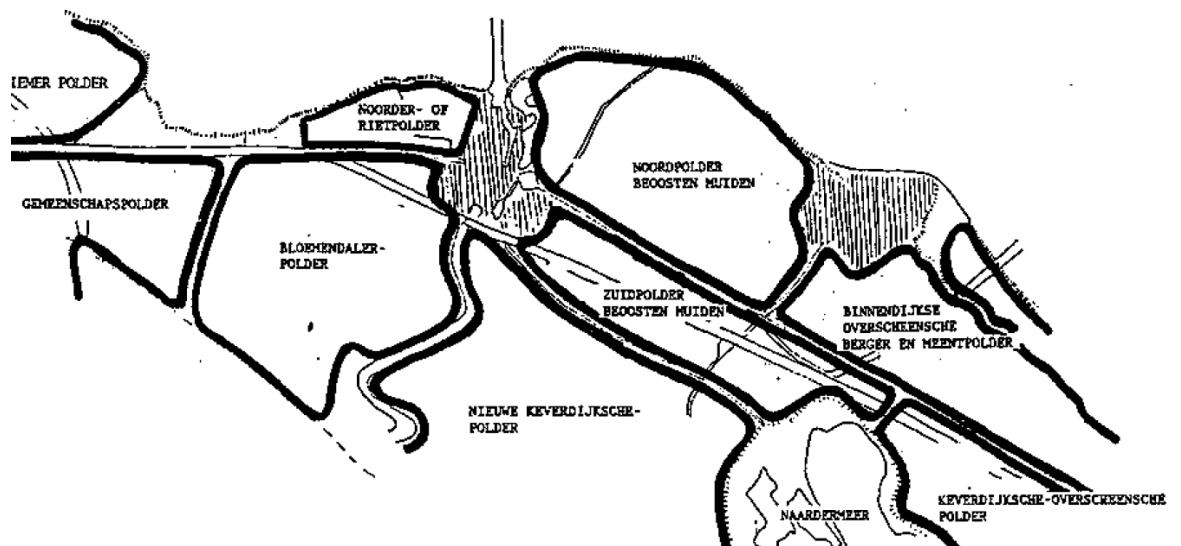 IEMER POLDER
NOORDER- OF
RIETPOLDER
NOORDPOLDER
BEOOSTEN MUIDEN
GEMEENSCHAPSPOLDER
BLOEMENDALER-
POLDER
ZUIDPOLDER
BEOOSTEN MUIDEN
BINNENDIJKSE
OVERSCHEENSCHE
BERGER EN MEENTPOLDER
NIEUWE KEVERDIJKSCHE-
POLDER
NAARDERMEER
KEVERDIJKSCHE-OVERSCHEENSCHE
POLDER